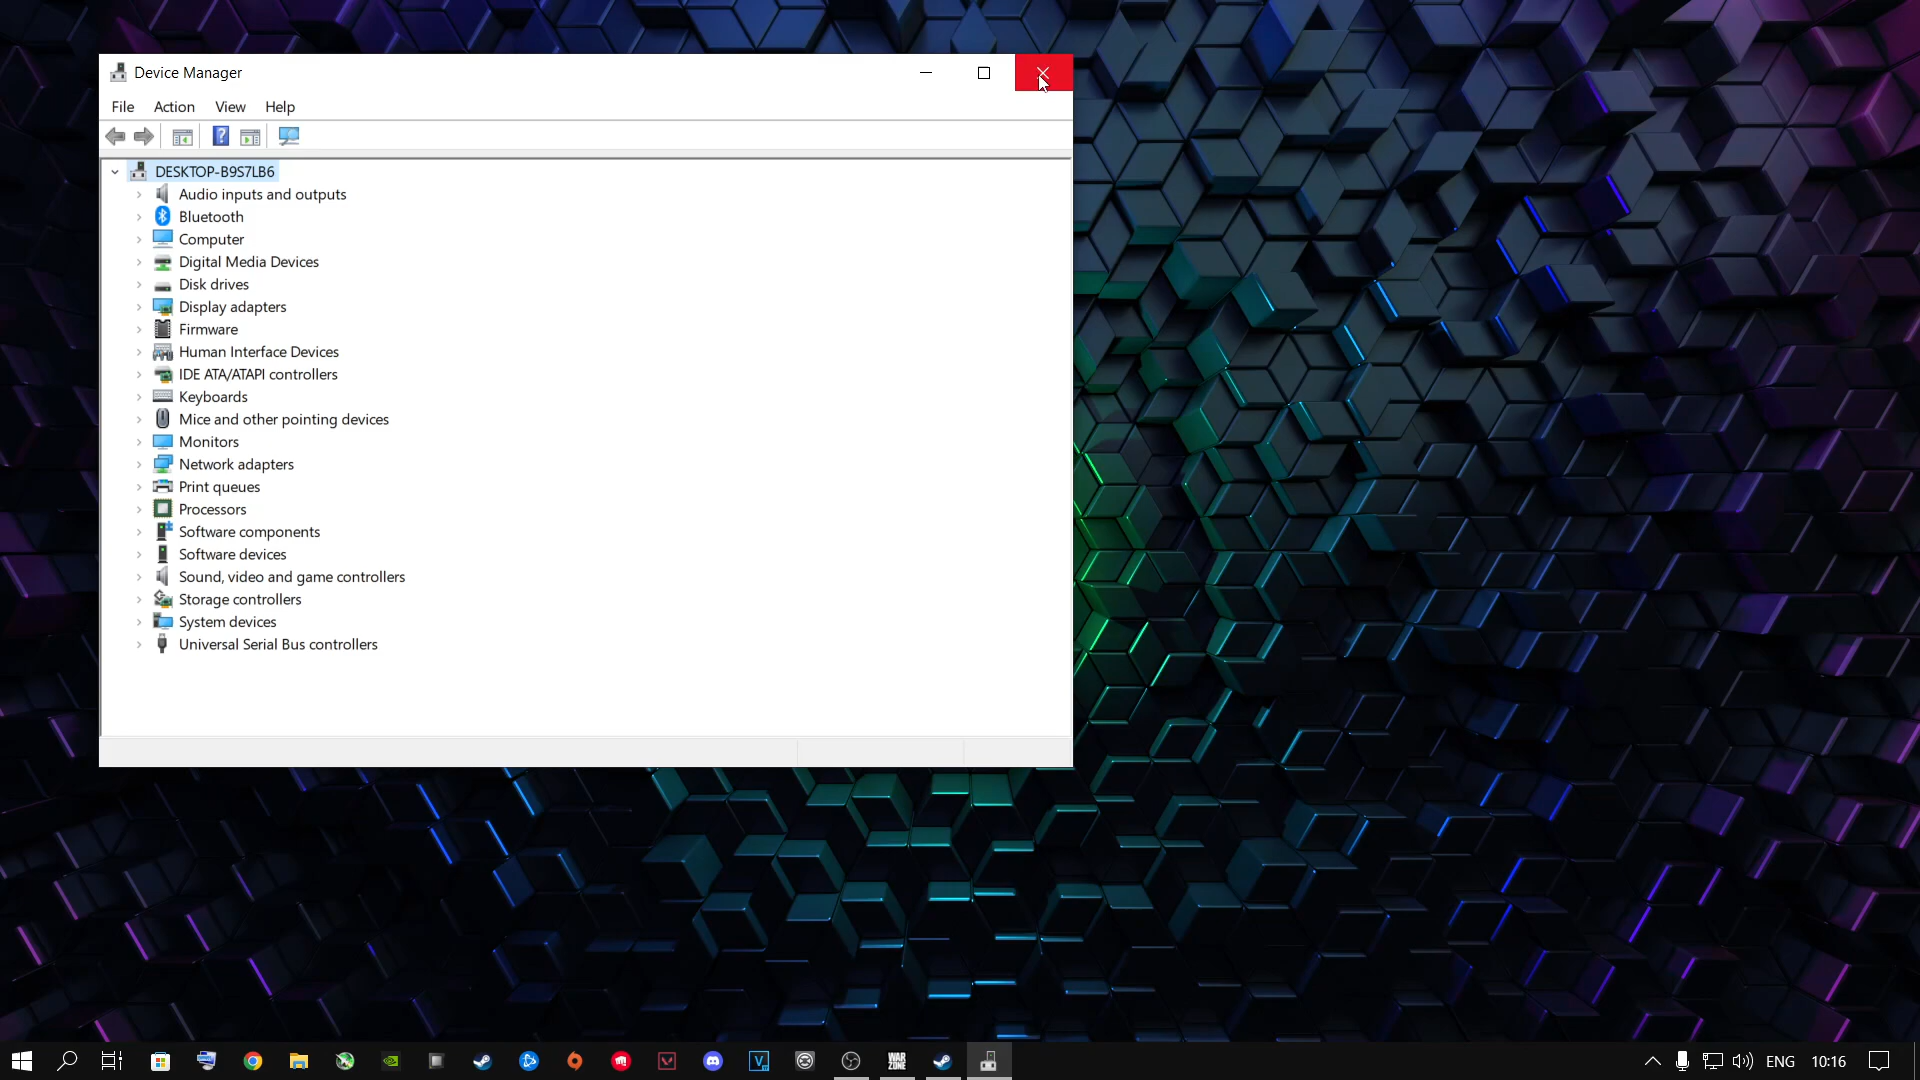 Device Manager
File Action View Help
DESKTOP-B9S7LB6
Audio inputs and outputs
Bluetooth
Computer
Digital Media Devices
Disk drives
Display adapters
Firmware
Human Interface Devices
IDE ATA/ATAPI controllers
Keyboards
Mice and other pointing devices
Monitors
Network adapters
Print queues
Processors
Software components
Software devices
Sound, video and game controllers
Storage controllers
System devices
Universal Serial Bus controllers
WAR
ZONE
ENG 10:16